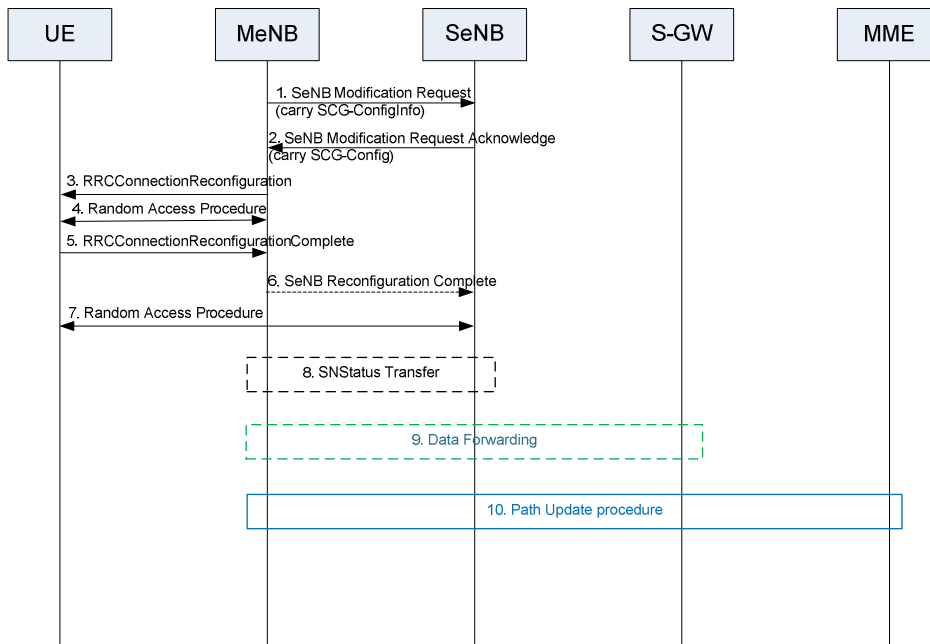 UE
MeNB
SeNB
S-GW
MME
1. SeNB Modification Request
(carry SCG-ConfigInfo)
2. SeNB Modification Request Acknowledge
(carry SCG-Config)
3. RRCConnectionReconfiguration
4. Random Access Procedure
5. RRCConnectionReconfigurationComplete
6. SeNB Reconfiguration Complete
7. Random Access Procedure
8. SNStatus Transfer
9. Data Forwarding
10. Path Update procedure